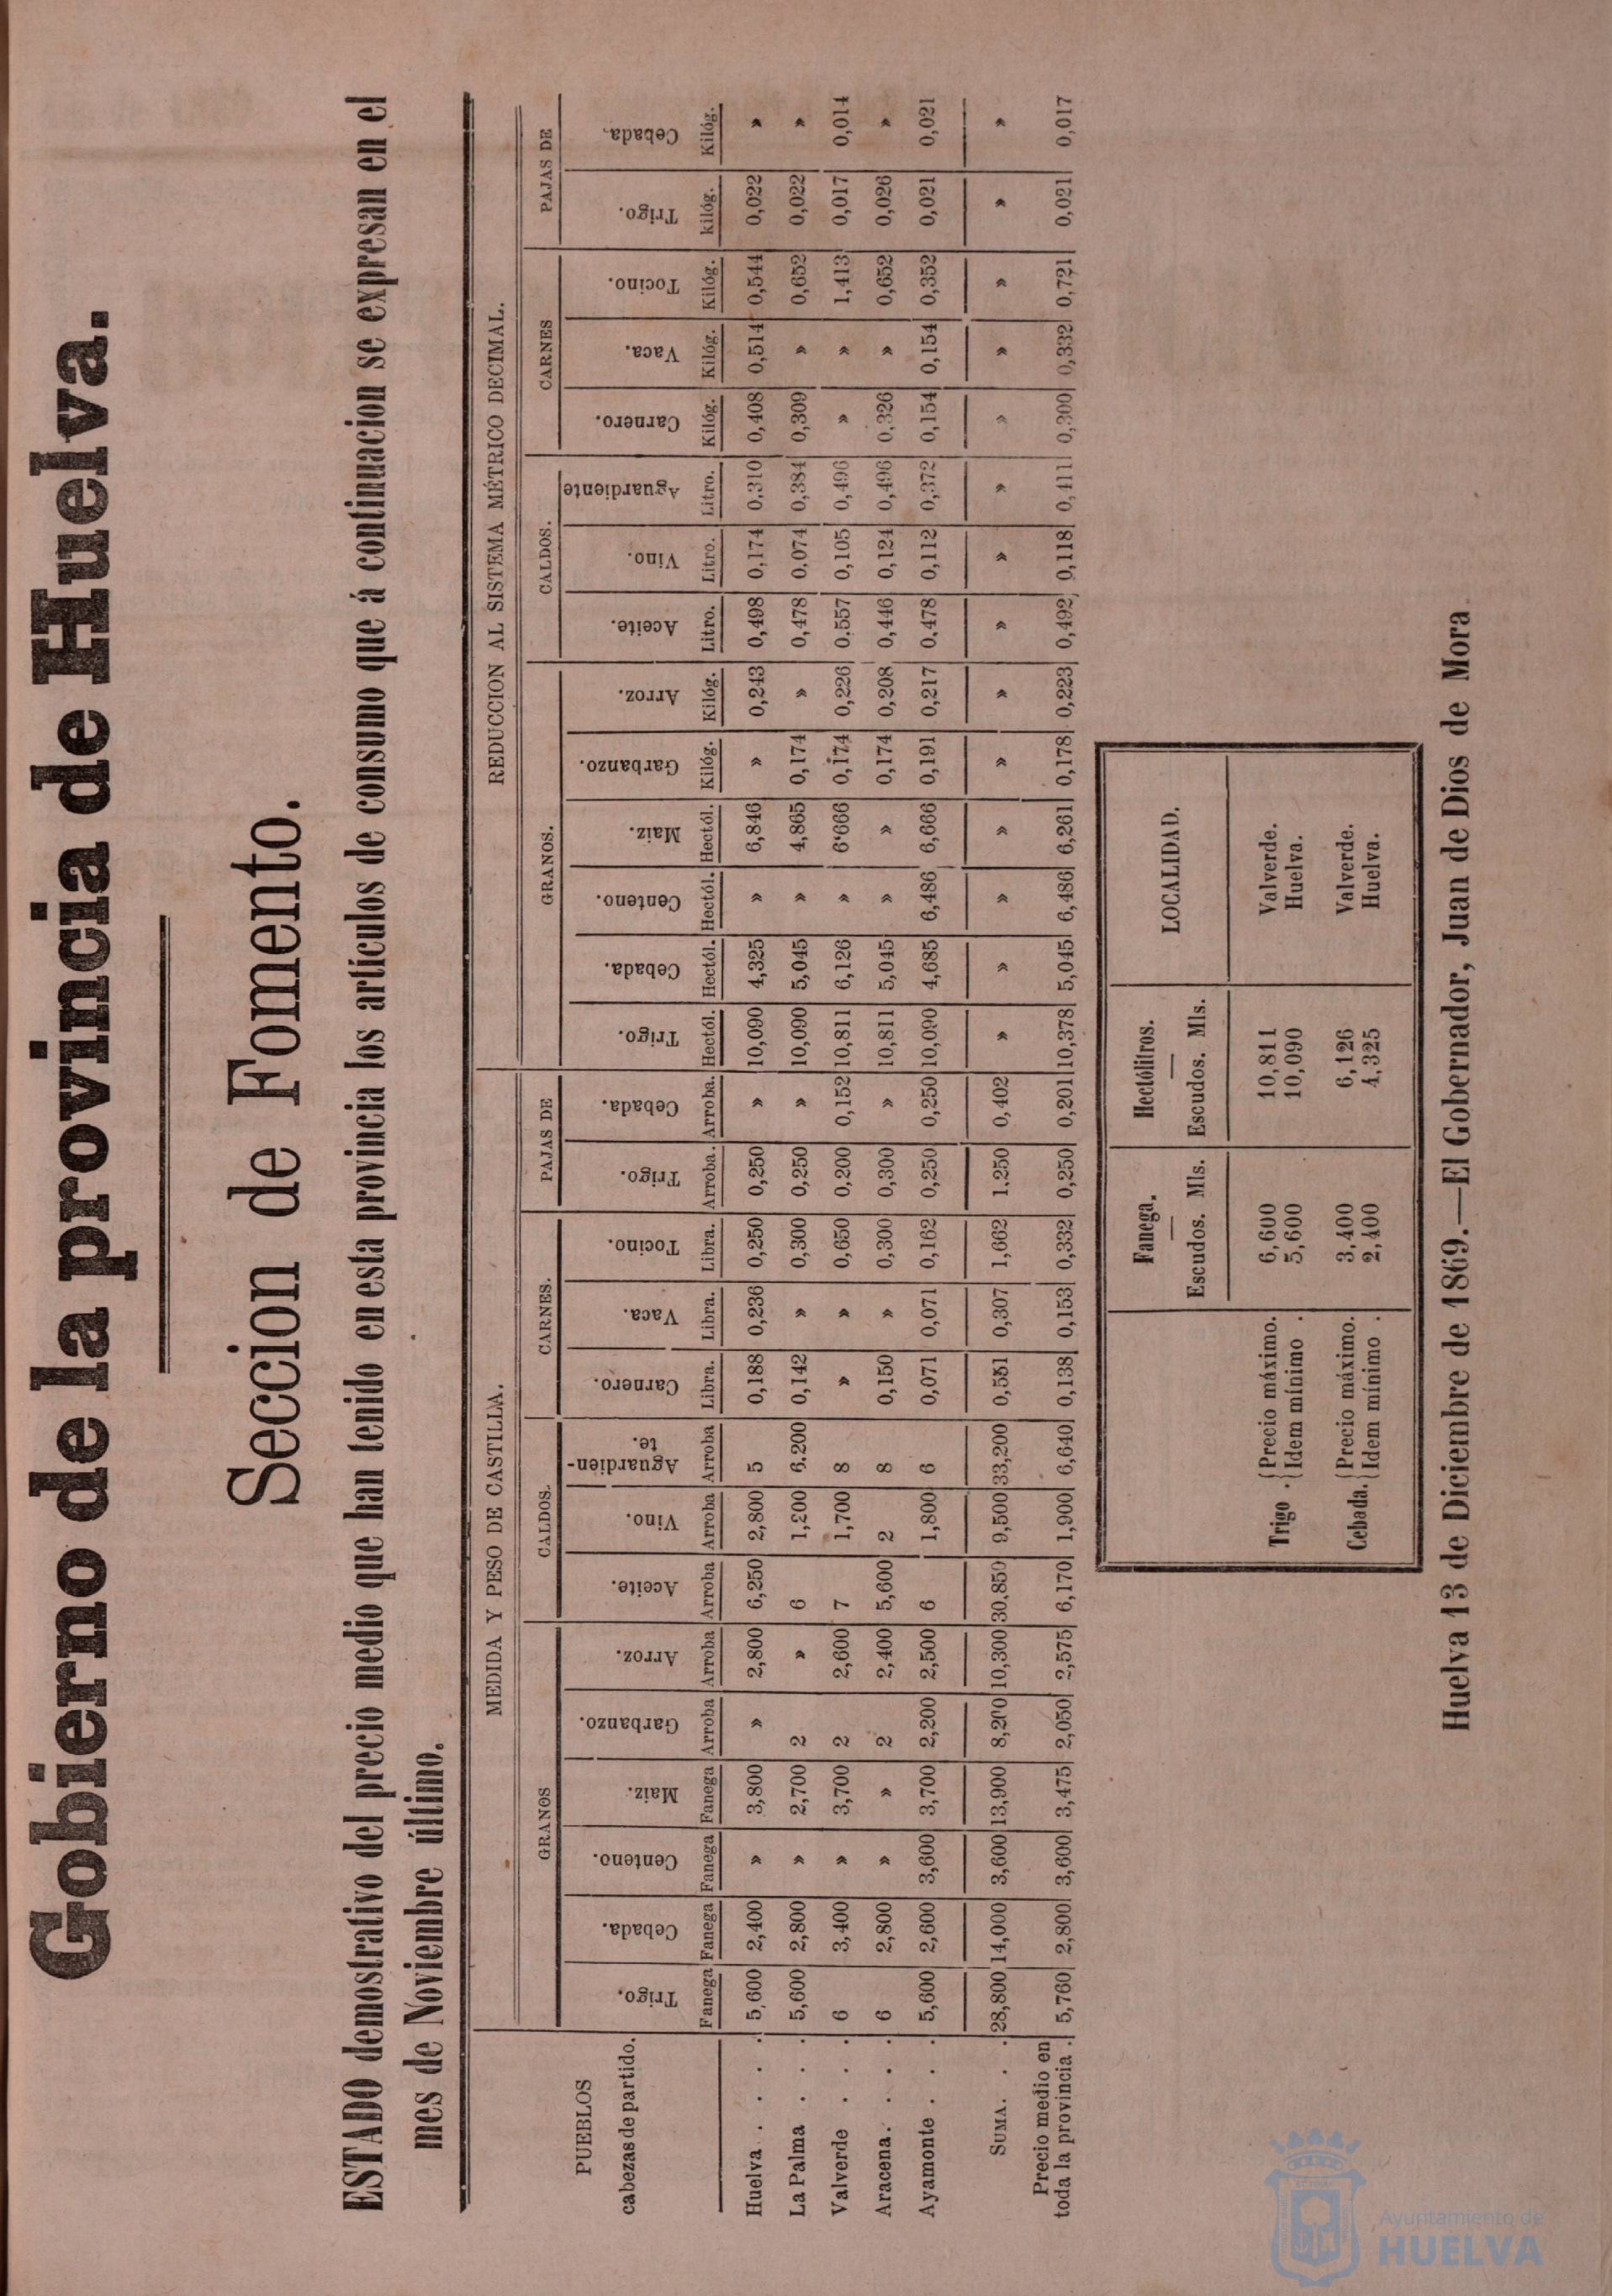 Gobierno de la provincia de Huelva.
Seccion de Fomento.
ESTADO demostrativo del precio medio que han tenido en esta provincia los artículos de consumo que á continuacion se expresan en el
mes de Noviembre último.
MEDIDA Y PESO DE CASTILLA. REDUCCION AL SISTEMA MÉTRICO DECIMAL.
PUEBLOS GRANOS CALDOS. CARNES. PAJAS DE GRANOS. CALDOS. CARNES PAJAS DE
cabezas de partido. Trigo. Cebada. Centeno. Maiz. Garbanzo. Arroz. Aceite. Vino. Aguardien-te. Carnero. Vaca. Tocino. Trigo. Cebada. Trigo. Cebada. Centeno. Maiz. Garbanzo. Arroz. Aceite. Vino. Aguardiente Carnero. Vaca. Tocino. Trigo. Cebada.
Fanega Fanega Fanega Fanega Arroba Arroba Arroba Arroba Arroba Libra. Libra. Libra. Arroba. Arroba. Hectól. Hectól. Hectól. Hectól. Kilóg. Kilóg. Litro. Litro. Litro. Kilóg. Kilóg. Kilóg. kilóg. Kilóg.
Huelva . . . . 5,600 2,400 » 3,800 » 2,800 6,250 2,800 5 0,188 0,236 0,250 0,250 » 10,090 4,325 » 6,846 » 0,243 0,498 0,174 0,310 0,408 0,514 0,544 0,022 »
La Palma . . . 5,600 2,800 » 2,700 2 » 6 1,200 6.200 0,142 » 0,300 0,250 » 10,090 5,045 » 4,865 0,174 » 0,478 0,074 0,384 0,309 » 0,652 0,022 »
Valverde . . . 6 3,400 » 3,700 2 2,600 7 1,700 8 » » 0,650 0,200 0,152 10,811 6,126 » 6‘666 0,174 0,226 0.557 0,105 0,496 » » 1,413 0,017 0,014
Aracena. . . . 6 2,800 » » 2 2,400 5,600 2 8 0,150 » 0,300 0,300 » 10,811 5,045 » » 0,174 0,208 0,446 0,124 0,496 0,326 » 0,652 0,026 »
Ayamonte . . . 5,600 2,600 3,600 3,700 2,200 2,500 6 1,800 6 0,071 0,071 0,162 0,250 0,250 10,090 4,685 6,486 6,666 0,191 0,217 0,478 0,112 0,372 0,154 0,154 0,352 0,021 0,021
SUMA. . . 28,800 14,000 3,600 13,900 8,200 10,300 30,850 9,500 33,200 0,551 0,307 1,662 1.250 0,402 » » » » » » » » » » » » » »
Precio medio en
toda la provincia . 5,760 2,800 3,600 3,475 2,050 2,575 6,170 1,900 6,640 0,138 0,153 0,332 0,250 0,201 10,378 5,045 6,486 6,261 0,178 0,223 0,492 0,118 0,411 0,300 0,332 0,721 0,021 0,017
Fanega. Hectólitros. LOCALIDAD.
Escudos. Mls. Escudos. Mls.
Trigo . Precio máximo. 6,600 10,811 Valverde.
Idem mínimo . 5,600 10,090 Huelva.
Cebada. Precio máximo. 3,400 6,126 Valverde.
Idem mínimo . 2,400 4,325 Huelva.
Huelva 13 de Diciembre de 1869.—El Gobernador, Juan de Dios de Mora
Ayuntamiento de
HUELVA